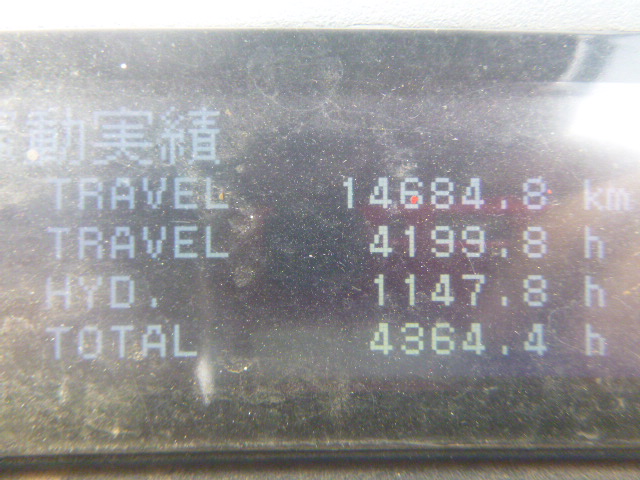 動実績
TRAVEL 14684.8 km
TRAVEL 4199.8 h
HYD. 1147.8 h
TOTAL 4364.4 h